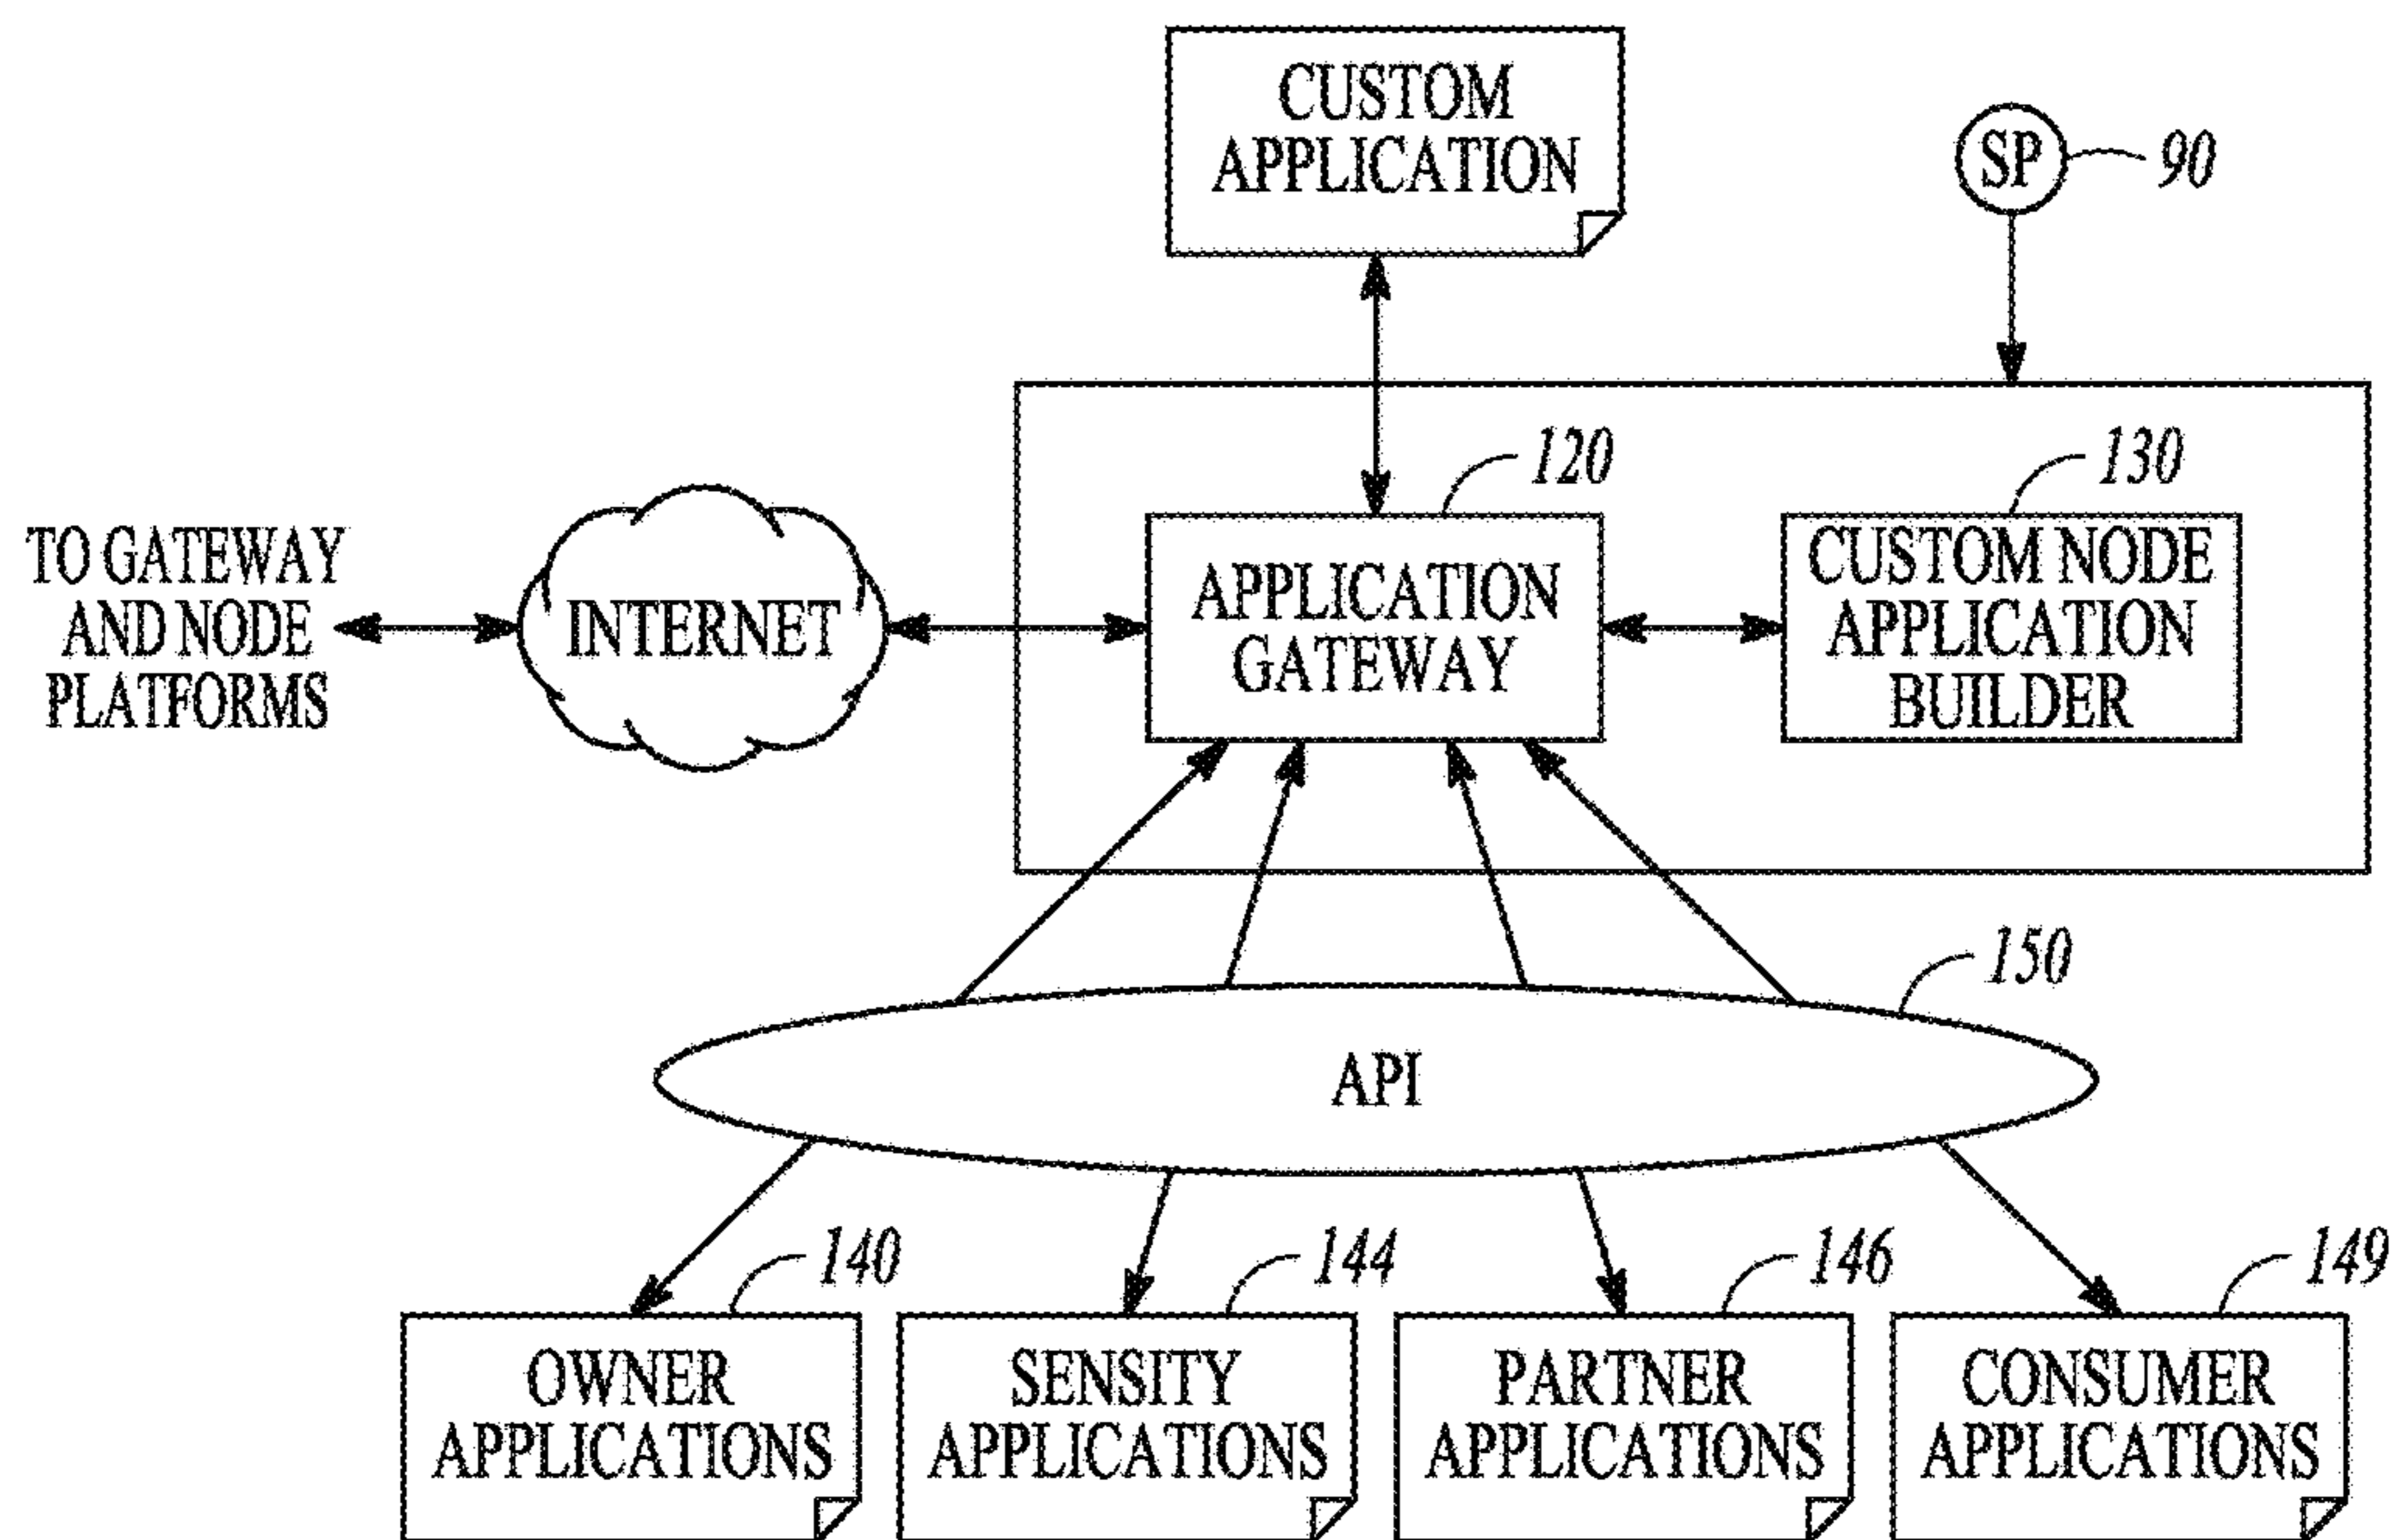 CUSTOM
APPLICATION
SP
90
120
130
TO GATEWAY
AND NODE
PLATFORMS
INTERNET
APPLICATION
GATEWAY
CUSTOM NODE
APPLICATION
BUILDER
150
API
140
144
146
149
OWNER
APPLICATIONS
SENSITY
APPLICATIONS
PARTNER
APPLICATIONS
CONSUMER
APPLICATIONS